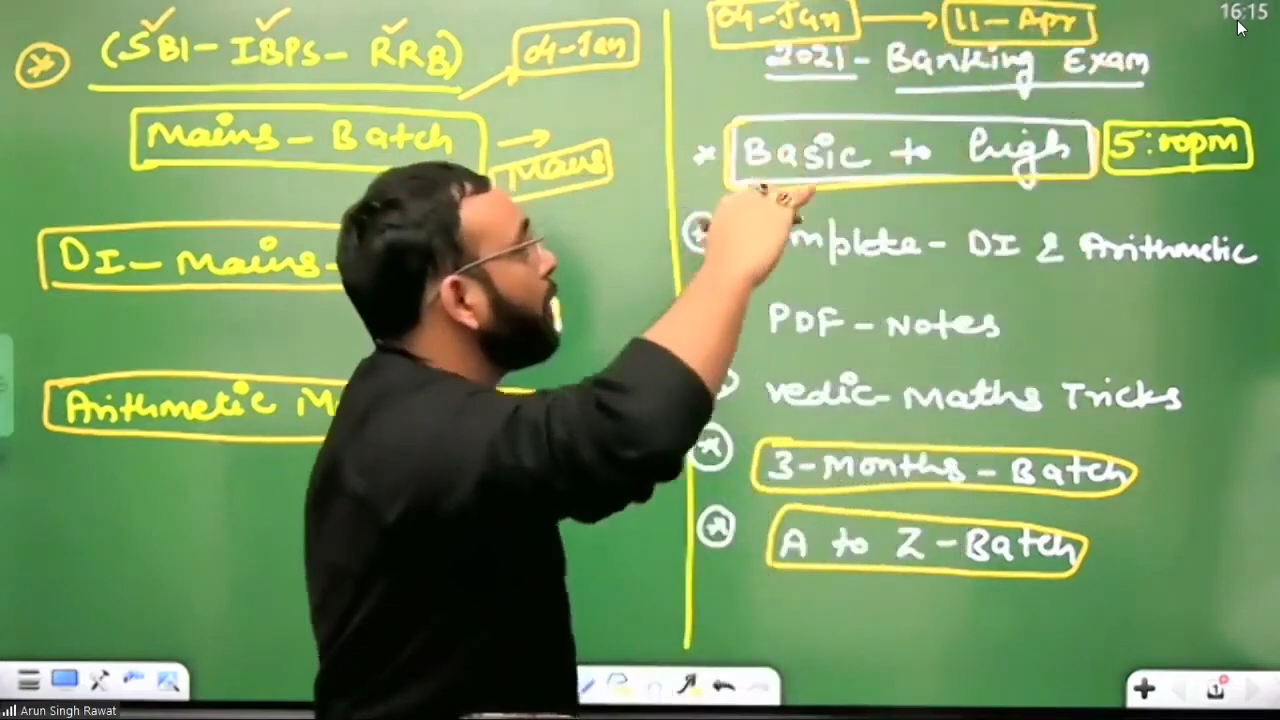 (SBI - IBPS - RRB)
04-Jan
Mains - Batch
Mains
DI - Mains -
Arithmetic M
04-Jan
11-Apr
16:15
2021 - Banking Exam
Basic to high
5:00pm
mplete - DI & Arithmetic
PDF - Notes
vedic Maths Tricks
3-Months - Batch
A to Z - Batch
Arun Singh Rawat